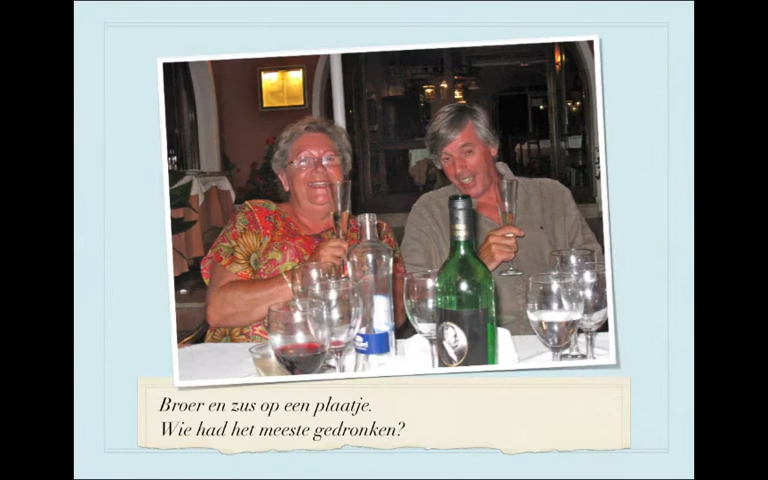 Broer en zus op een plaatje.
Wie had het meeste gedronken?